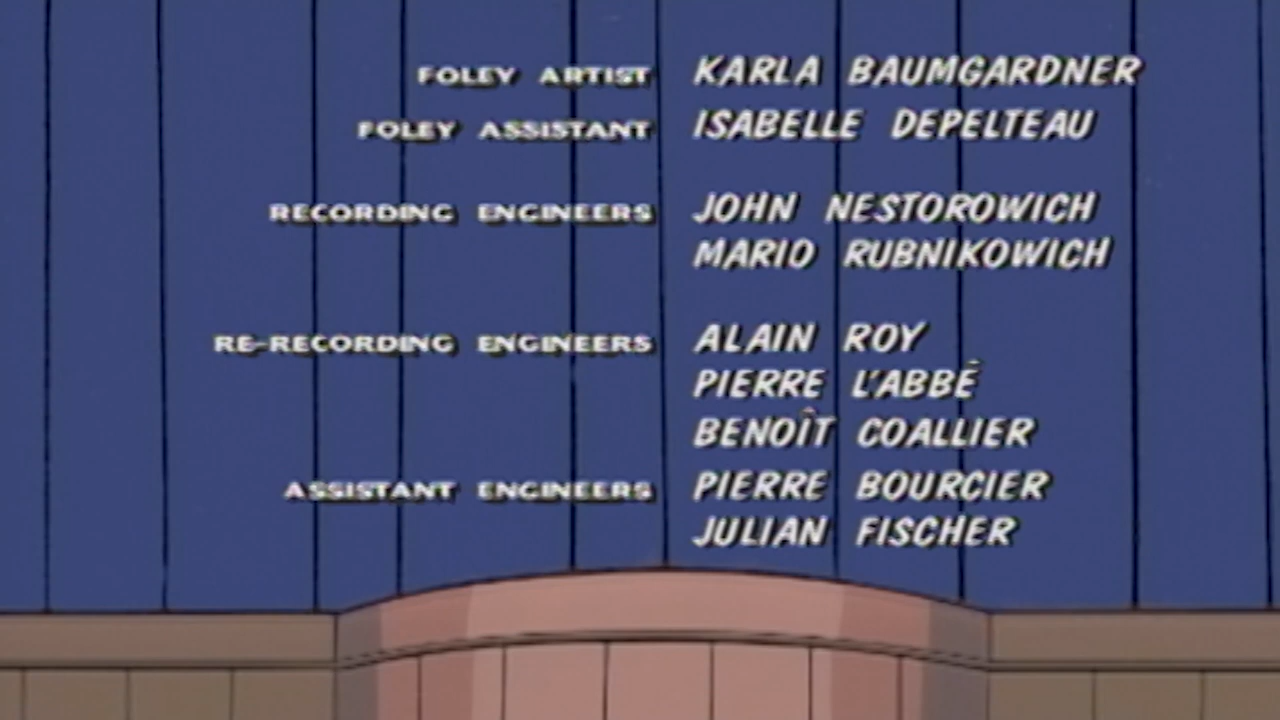 FOLEY ARTIST KARLA BAUMGARDNER
FOLEY ASSISTANT ISABELLE DEPELTEAU
RECORDING ENGINEERS JOHN NESTOROWICH
MARIO RUBNIKOWICH
RE-RECORDING ENGINEERS ALAIN ROY
PIERRE L'ABBÉ
BENOÎT COALLIER
ASSISTANT ENGINEERS PIERRE BOURCIER
JULIAN FISCHER